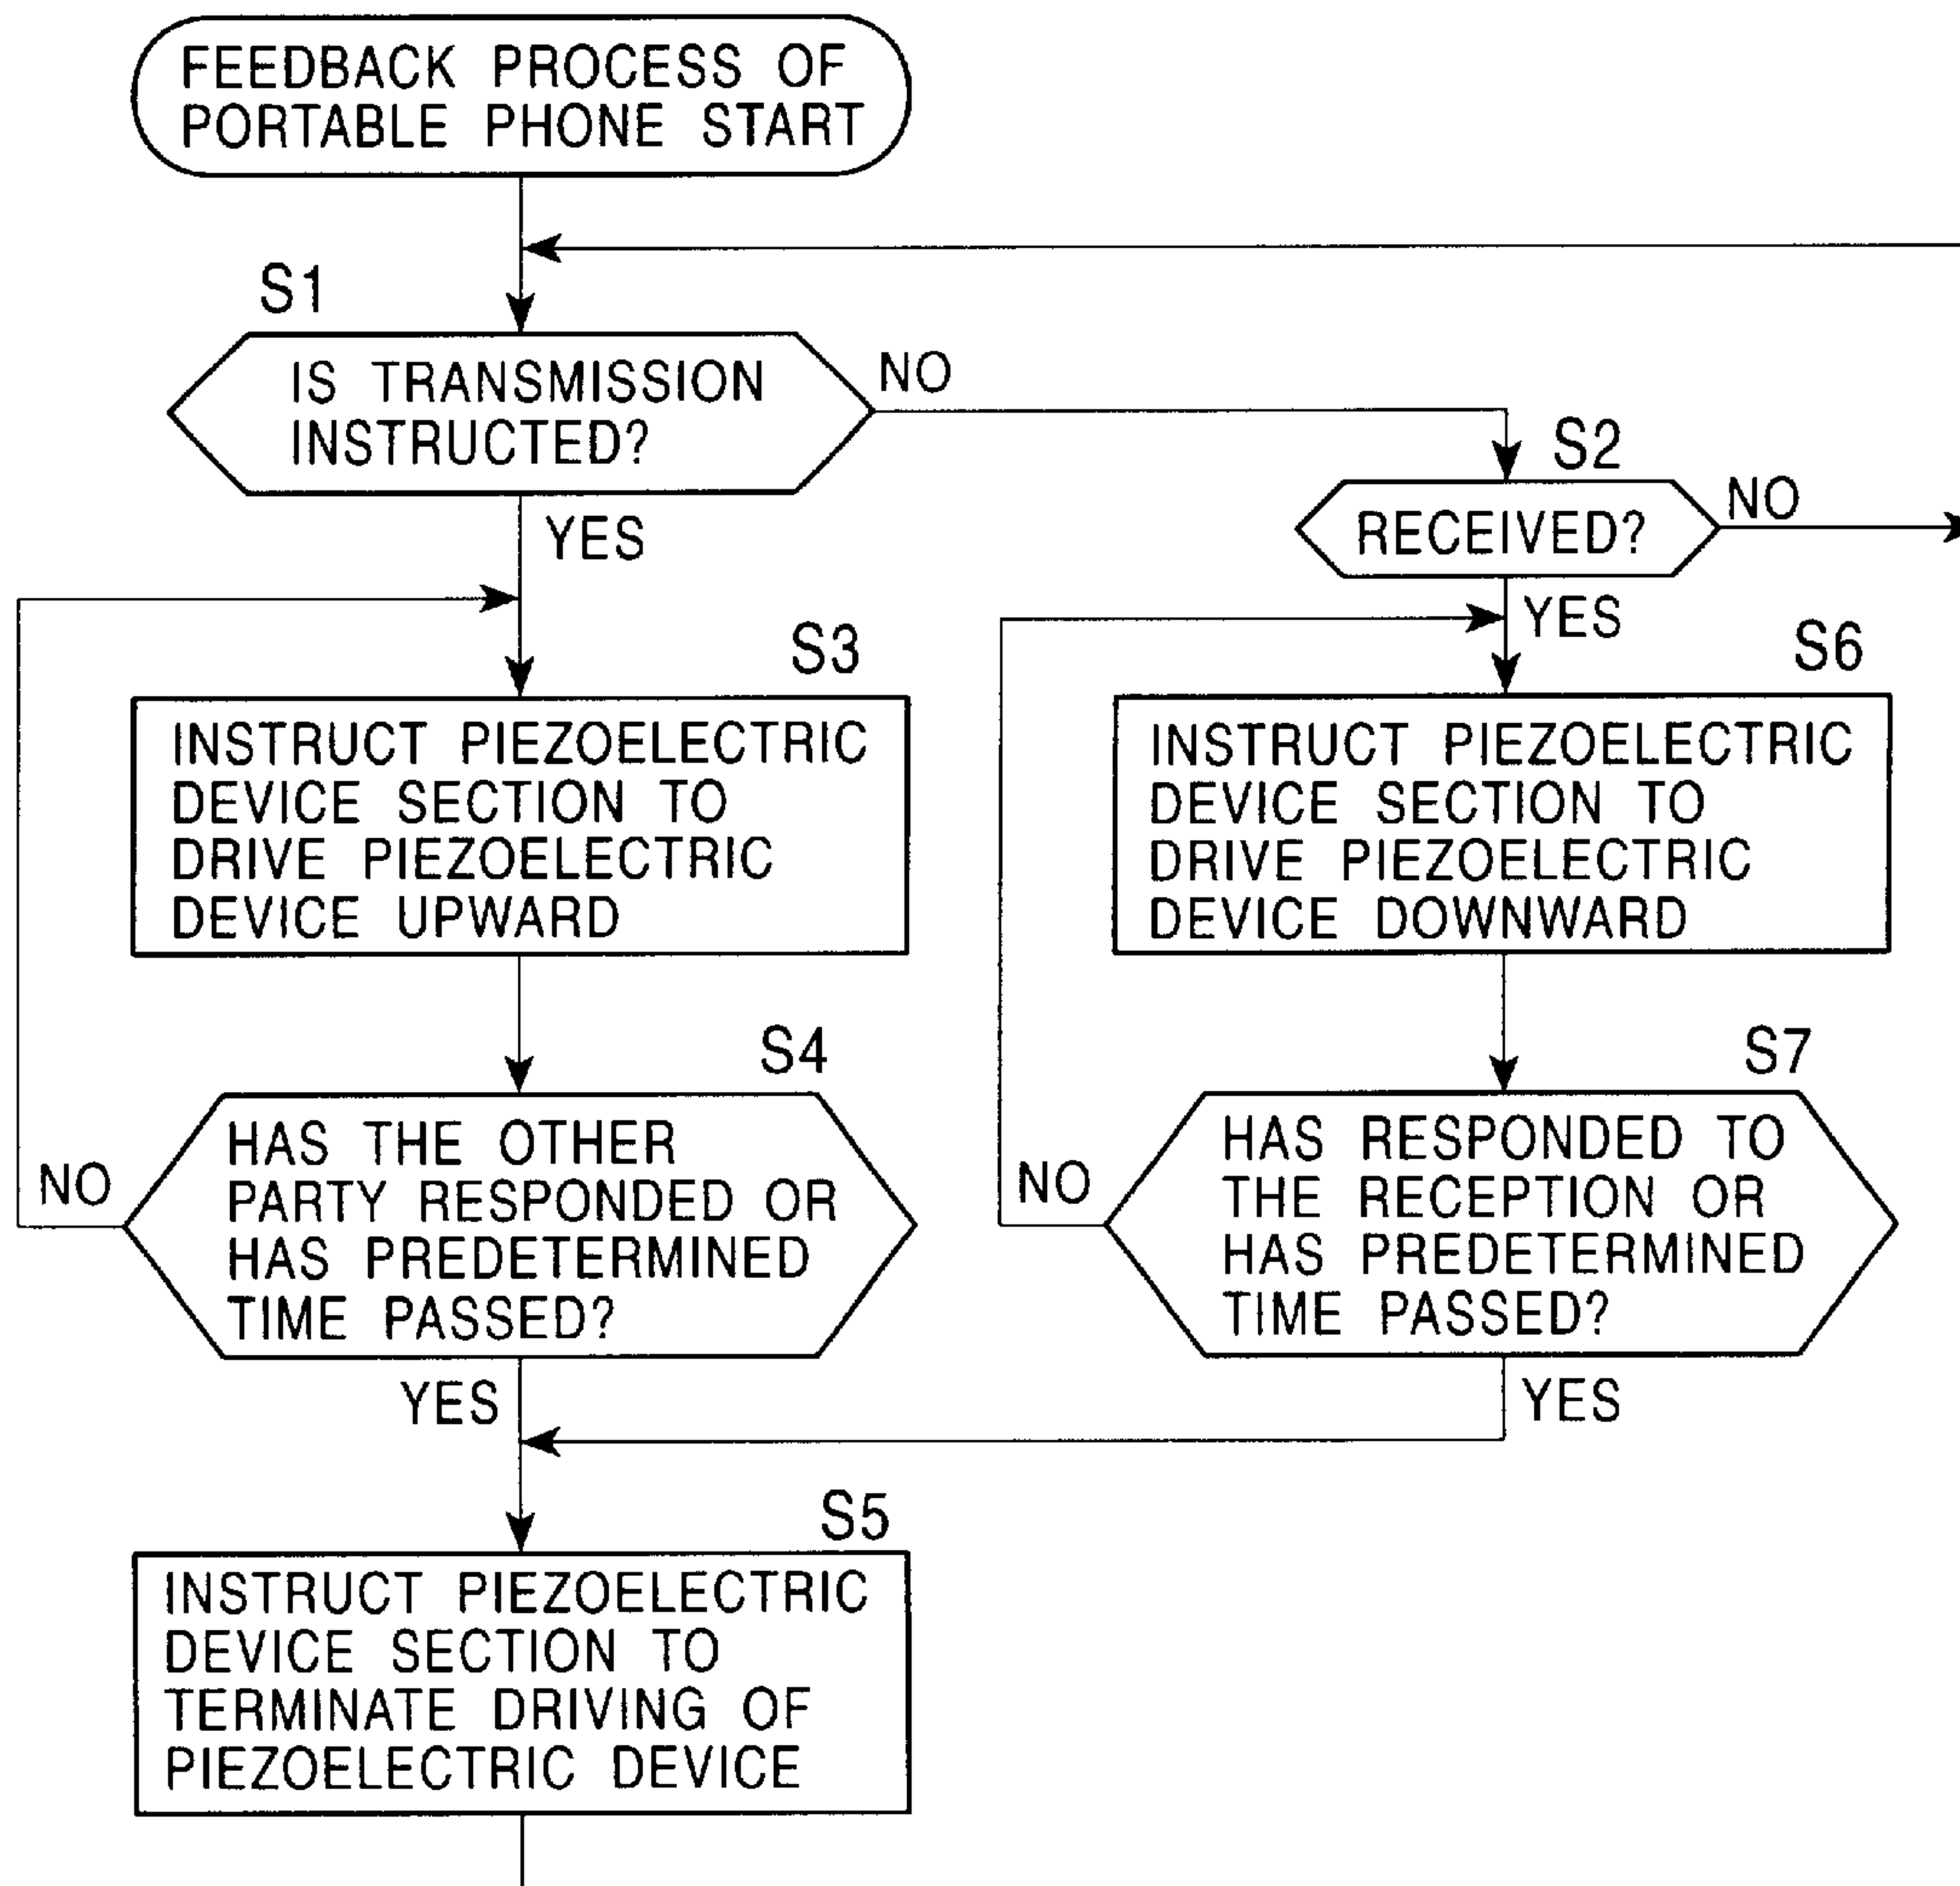 FEEDBACK PROCESS OF
PORTABLE PHONE START
S1
IS TRANSMISSION
INSTRUCTED?
NO
YES
S2
RECEIVED?
NO
YES
S3
INSTRUCT PIEZOELECTRIC
DEVICE SECTION TO
DRIVE PIEZOELECTRIC
DEVICE UPWARD
S6
INSTRUCT PIEZOELECTRIC
DEVICE SECTION TO
DRIVE PIEZOELECTRIC
DEVICE DOWNWARD
S4
HAS THE OTHER
PARTY RESPONDED OR
HAS PREDETERMINED
TIME PASSED?
NO
YES
S7
HAS RESPONDED TO
THE RECEPTION OR
HAS PREDETERMINED
TIME PASSED?
NO
YES
S5
INSTRUCT PIEZOELECTRIC
DEVICE SECTION TO
TERMINATE DRIVING OF
PIEZOELECTRIC DEVICE